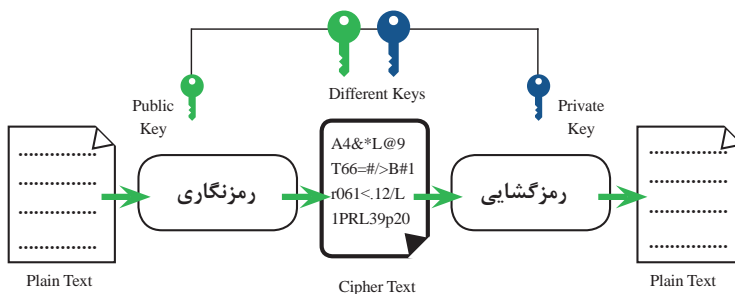 Different Keys
Public
Key
Private
Key
A4&*L@9
T66=#/>B#1
r061<.12/L
1PRL39p20
رمزنگاری
رمزگشایی
Plain Text
Cipher Text
Plain Text